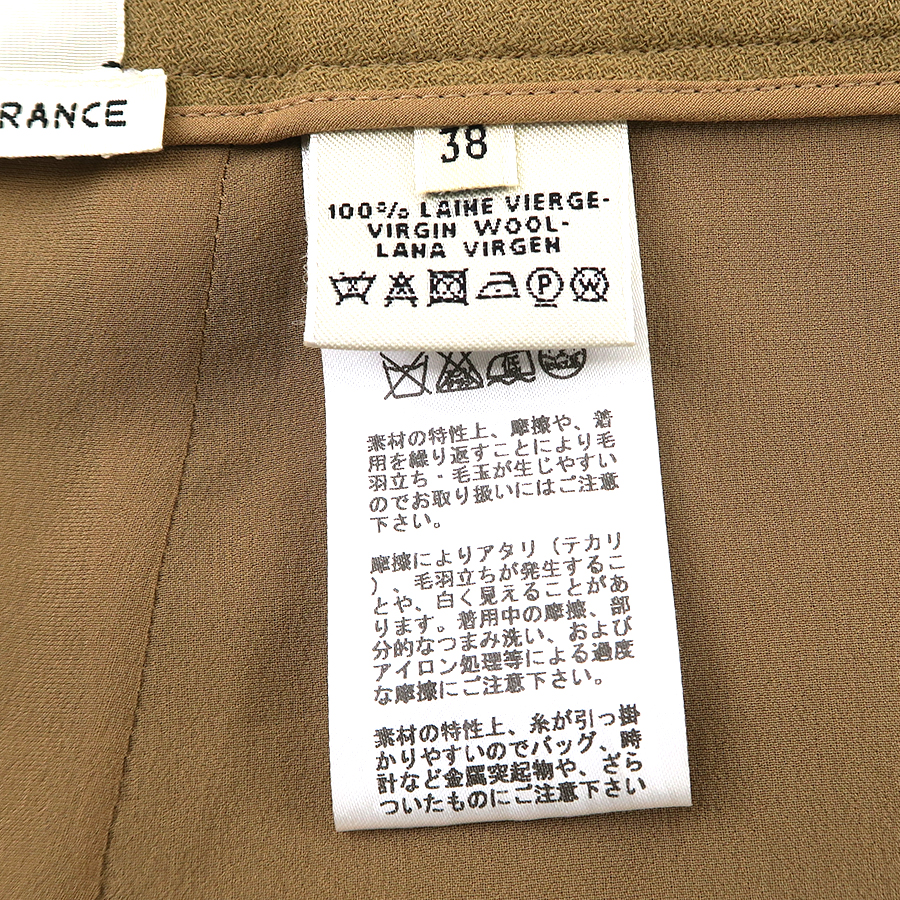 RANCE
38
100% LAINE VIERGE-
VIRGIN WOOL-
LANA VIRGEN
P
W
素材の特性上、摩擦や、着
用を繰り返すことにより毛
羽立ち・毛玉が生じやすい
のでお取り扱いにはご注意
下さい。
摩擦によりアタリ（テカリ
）、毛羽立ちが発生するこ
とや、白く見えることがあ
ります。着用中の摩擦、部
分的なつまみ洗い、および
アイロン処理等による過度
な摩擦にご注意下さい。
素材の特性上、糸が引っ掛
かりやすいのでバッグ、時
計など金属突起物や、ざら
ついたものにご注意下さい